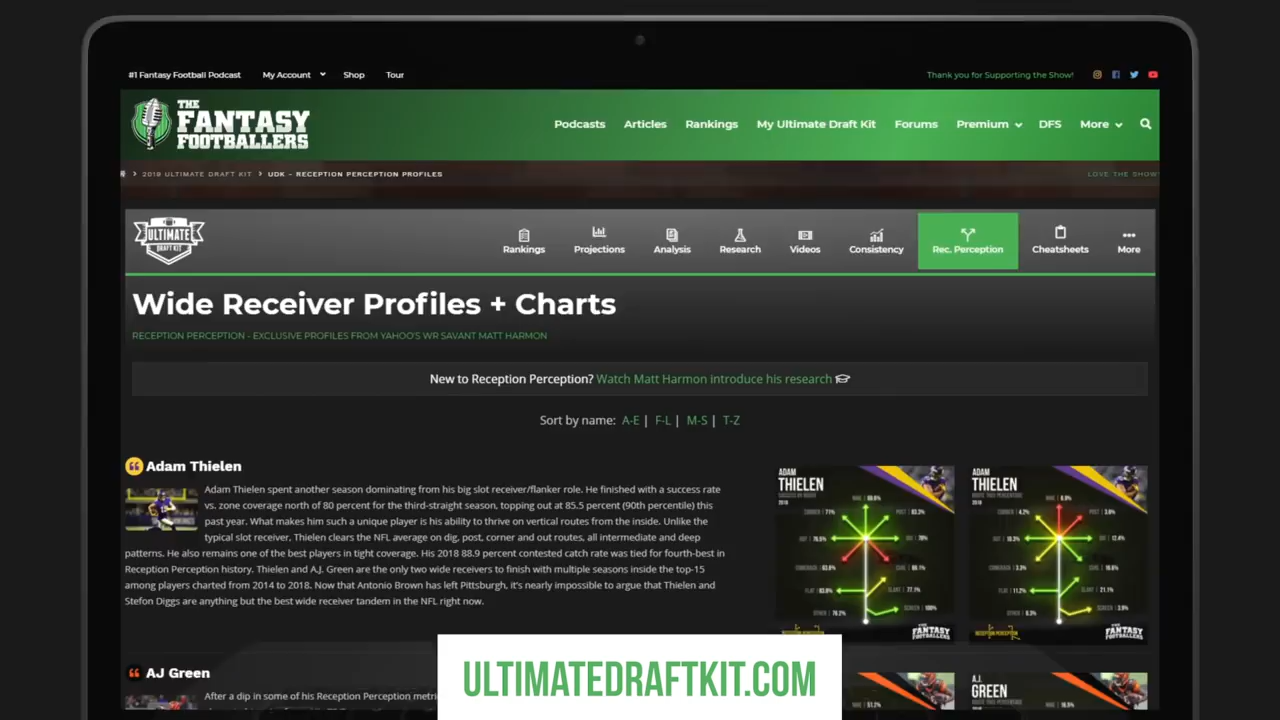 #1 Fantasy Football Podcast My Account Shop Tour Thank you for Supporting the Show!
THE FANTASY FOOTBALLERS
Podcasts Articles Rankings My Ultimate Draft Kit Forums Premium DFS More
2019 ULTIMATE DRAFT KIT > UDK - RECEPTION PERCEPTION PROFILES LOVE THE SHOW
ULTIMATE DRAFT KIT
Rankings Projections Analysis Research Videos Consistency Rec. Perception Cheatsheets More
Wide Receiver Profiles + Charts
RECEPTION PERCEPTION - EXCLUSIVE PROFILES FROM YAHOO'S WR SAVANT MATT HARMON
New to Reception Perception? Watch Matt Harmon introduce his research
Sort by name: A-E | F-L | M-S | T-Z
Adam Thielen
Adam Thielen spent another season dominating from his big slot receiver/flanker role. He finished with a success rate
vs. zone coverage north of 80 percent for the third-straight season, topping out at 85.5 percent (90th percentile) this
past year. What makes him such a unique player is his ability to thrive on vertical routes from the inside. Unlike the
typical slot receiver, Thielen clears the NFL average on dig, post, corner and out routes, all intermediate and deep
patterns. He also remains one of the best players in tight coverage. His 2018 88.9 percent contested catch rate was tied for fourth-best in
Reception Perception history. Thielen and A.J. Green are the only two wide receivers to finish with multiple seasons inside the top-15
among players charted from 2014 to 2018. Now that Antonio Brown has left Pittsburgh, it's nearly impossible to argue that Thielen and
Stefon Diggs are anything but the best wide receiver tandem in the NFL right now.
ADAM
THIELEN
THE FANTASY FOOTBALLERS
ADAM
THIELEN
THE FANTASY FOOTBALLERS
AJ Green
After a dip in some of his Reception Perception metri
A.J.
GREEN
ULTIMATEDRAFTKIT.COM